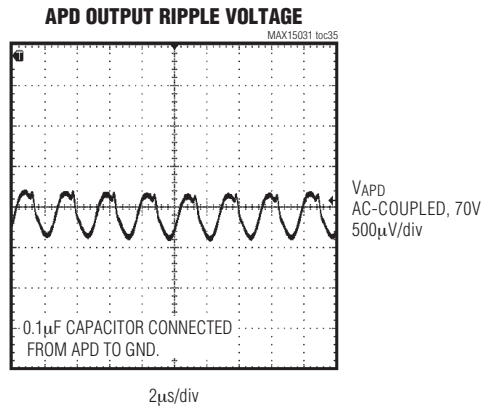 APD OUTPUT RIPPLE VOLTAGE
MAX15031 toc35
T
VAPD
AC-COUPLED, 70V
500μV/div
0.1μF CAPACITOR CONNECTED
FROM APD TO GND.
2μs/div